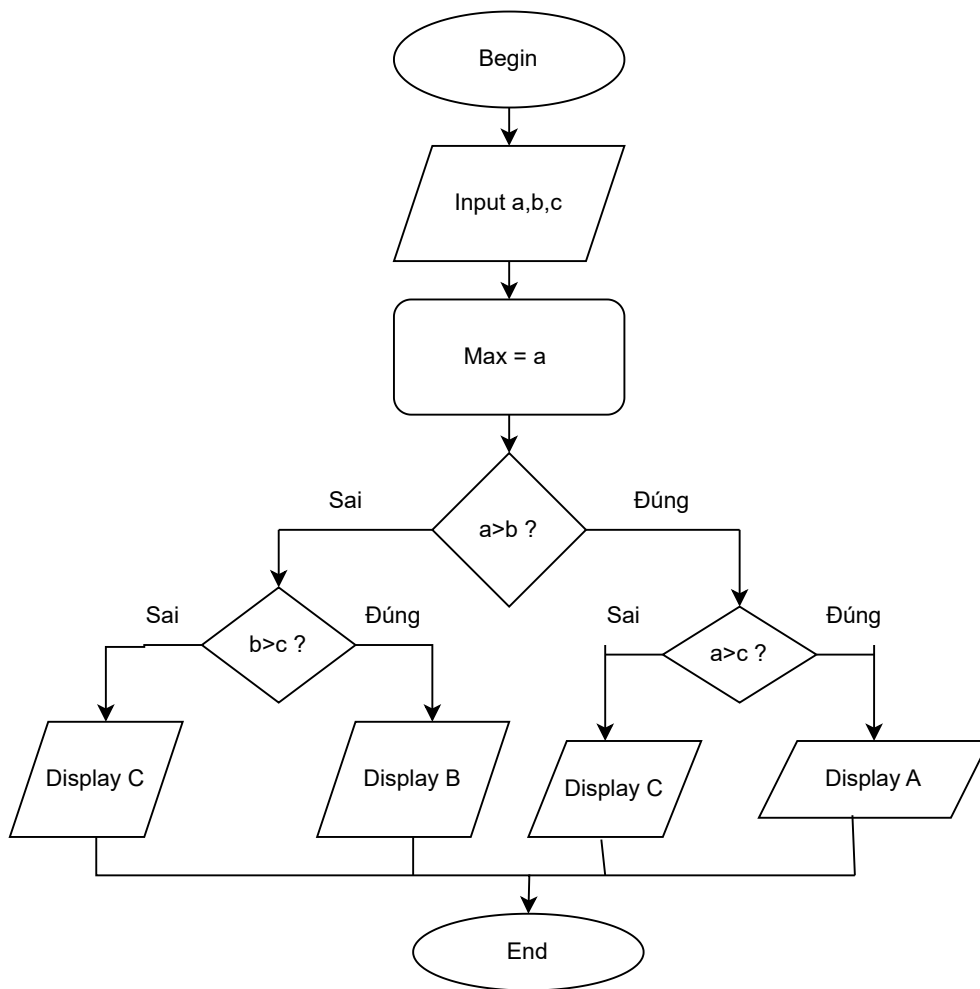 Begin
Input a,b,c
Max = a
Sai
Đúng
a>b ?
Sai
Đúng
Sai
Đúng
b>c ?
a>c ?
Display C
Display B
Display C
Display A
End